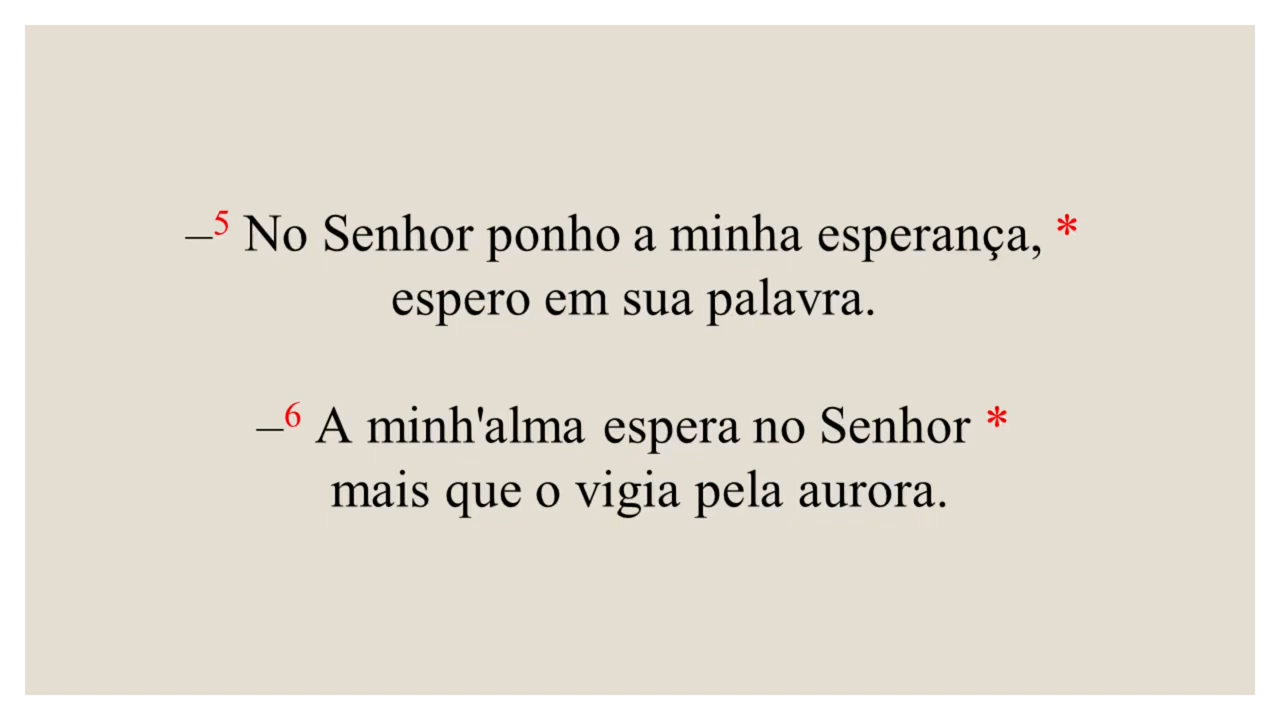 –⁵ No Senhor ponho a minha esperança, *
espero em sua palavra.
–⁶ A minh'alma espera no Senhor *
mais que o vigia pela aurora.